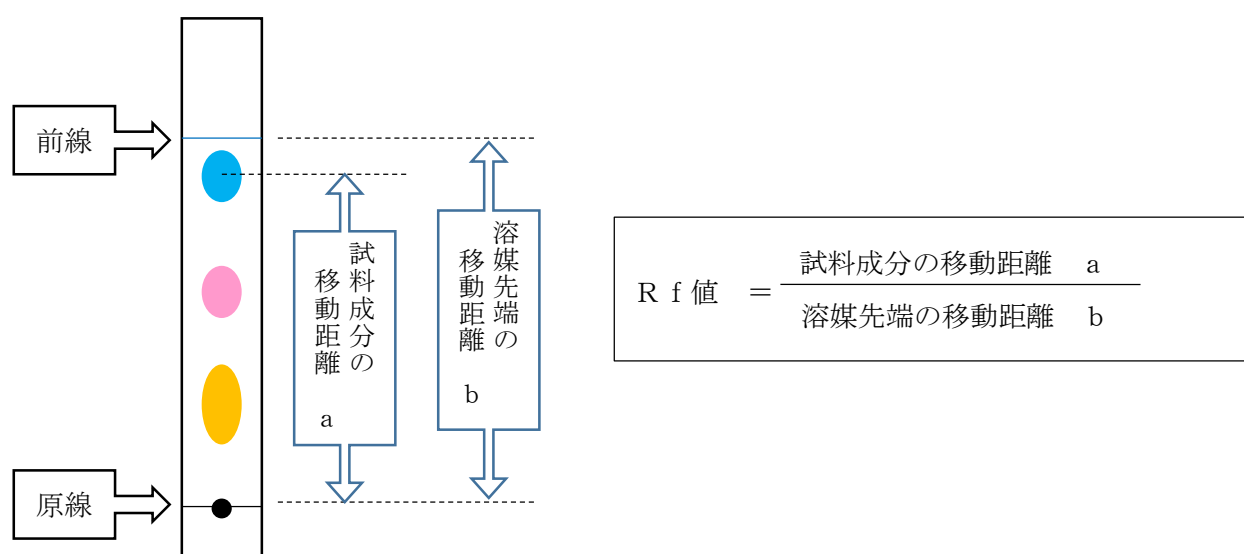 前線
原線
試料成分の
移動距離 a
溶媒先端の
移動距離 b
Ｒｆ値 ＝
試料成分の移動距離 a
溶媒先端の移動距離 b